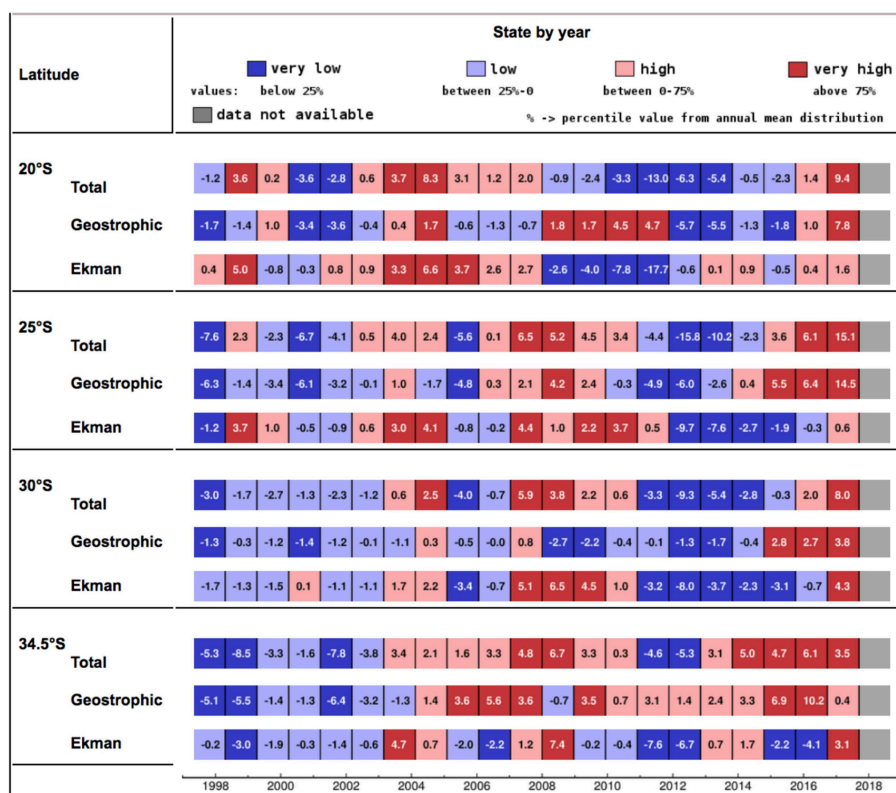 State by year
Latitude
very low low high very high
values: below 25% between 25%-0 between 0-75% above 75%
data not available % -> percentile value from annual mean distribution
20°S
Total -1.2 3.6 0.2 -3.6 -2.8 0.6 3.7 8.3 3.1 1.2 2.0 -0.9 -2.4 -3.3 -13.0 -6.3 -5.4 -0.5 -2.3 1.4 9.4
Geostrophic -1.7 -1.4 1.0 -3.4 -3.6 -0.4 0.4 1.7 -0.6 -1.3 -0.7 1.8 1.7 4.5 4.7 -5.7 -5.5 -1.3 -1.8 1.0 7.8
Ekman 0.4 5.0 -0.8 -0.3 0.8 0.9 3.3 6.6 3.7 2.6 2.7 -2.6 -4.0 -7.8 -17.7 -0.6 0.1 0.9 -0.5 0.4 1.6
25°S
Total -7.6 2.3 -2.3 -6.7 -4.1 0.5 4.0 2.4 -5.6 0.1 6.5 5.2 4.5 3.4 -4.4 -15.8 -10.2 -2.3 3.6 6.1 15.1
Geostrophic -6.3 -1.4 -3.4 -6.1 -3.2 -0.1 1.0 -1.7 -4.8 0.3 2.1 4.2 2.4 -0.3 -4.9 -6.0 -2.6 0.4 5.5 6.4 14.5
Ekman -1.2 3.7 1.0 -0.5 -0.9 0.6 3.0 4.1 -0.8 -0.2 4.4 1.0 2.2 3.7 0.5 -9.7 -7.6 -2.7 -1.9 -0.3 0.6
30°S
Total -3.0 -1.7 -2.7 -1.3 -2.3 -1.2 0.6 2.5 -4.0 -0.7 5.9 3.8 2.2 0.6 -3.3 -9.3 -5.4 -2.8 -0.3 2.0 8.0
Geostrophic -1.3 -0.3 -1.2 -1.4 -1.2 -0.1 -1.1 0.3 -0.5 -0.0 0.8 -2.7 -2.2 -0.4 -0.1 -1.3 -1.7 -0.4 2.8 2.7 3.8
Ekman -1.7 -1.3 -1.5 0.1 -1.1 -1.1 1.7 2.2 -3.4 -0.7 5.1 6.5 4.5 1.0 -3.2 -8.0 -3.7 -2.3 -3.1 -0.7 4.3
34.5°S
Total -5.3 -8.5 -3.3 -1.6 -7.8 -3.8 3.4 2.1 1.6 3.3 4.8 6.7 3.3 0.3 -4.6 -5.3 3.1 5.0 4.7 6.1 3.5
Geostrophic -5.1 -5.5 -1.4 -1.3 -6.4 -3.2 -1.3 1.4 3.6 5.6 3.6 -0.7 3.5 0.7 3.1 1.4 2.4 3.3 6.9 10.2 0.4
Ekman -0.2 -3.0 -1.9 -0.3 -1.4 -0.6 4.7 0.7 -2.0 -2.2 1.2 7.4 -0.2 -0.4 -7.6 -6.7 0.7 1.7 -2.2 -4.1 3.1
1998 2000 2002 2004 2006 2008 2010 2012 2014 2016 2018